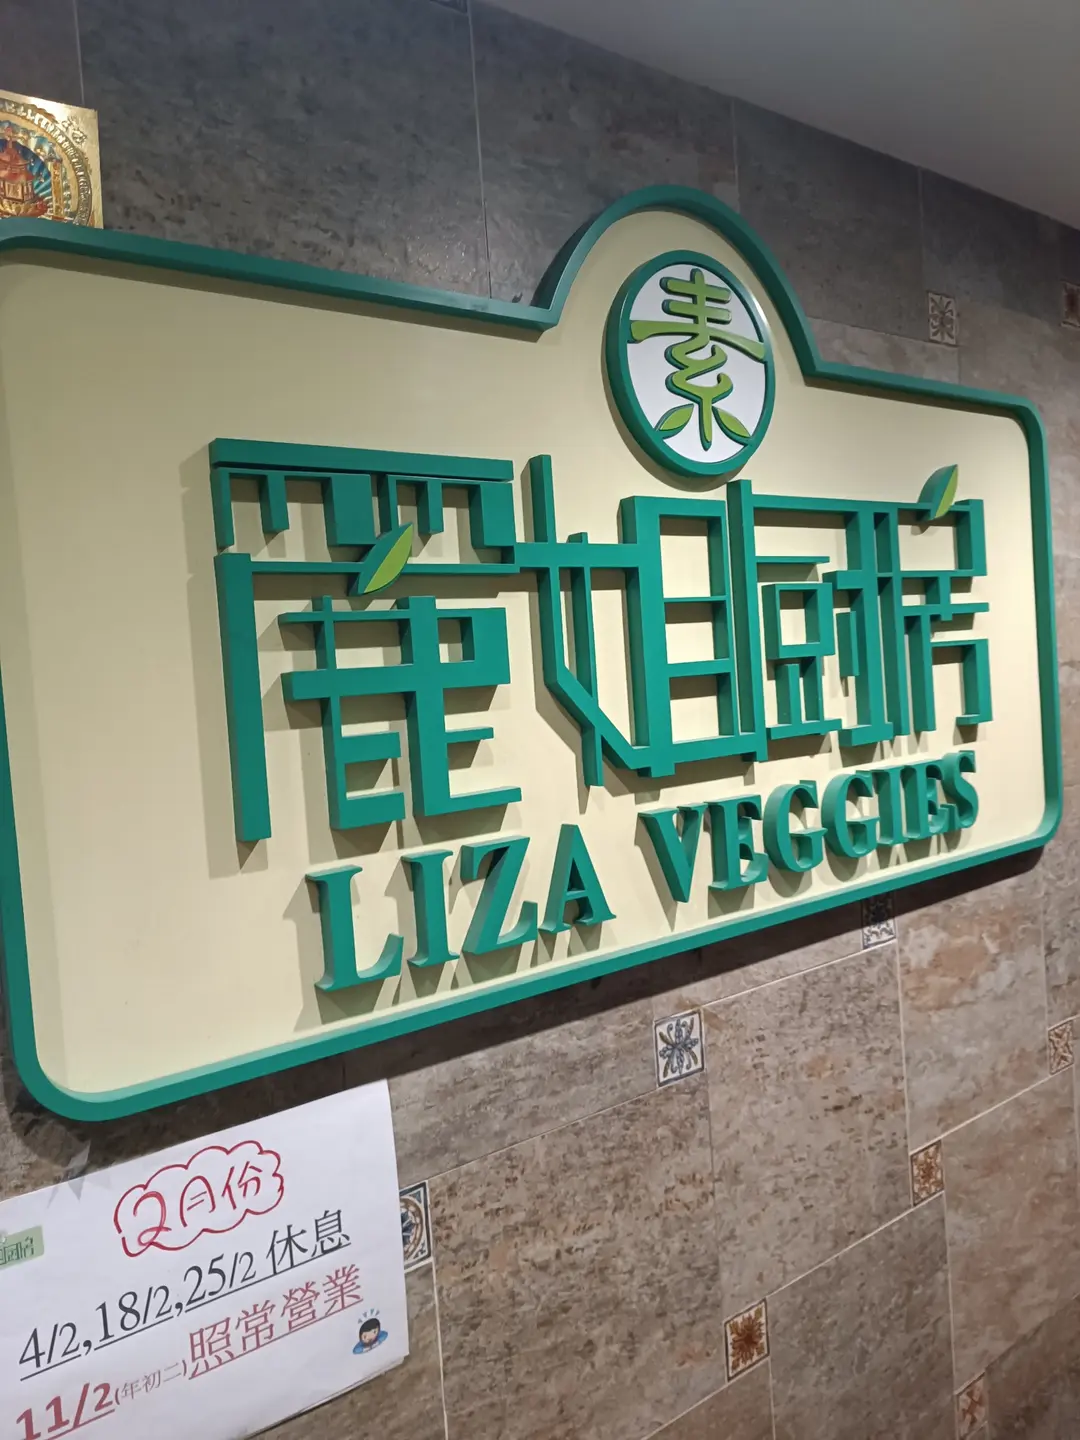 素
麗姐廚房
LIZA VEGGIES
2月份
4/2,18/2,25/2 休息
11/2(年初二)照常營業